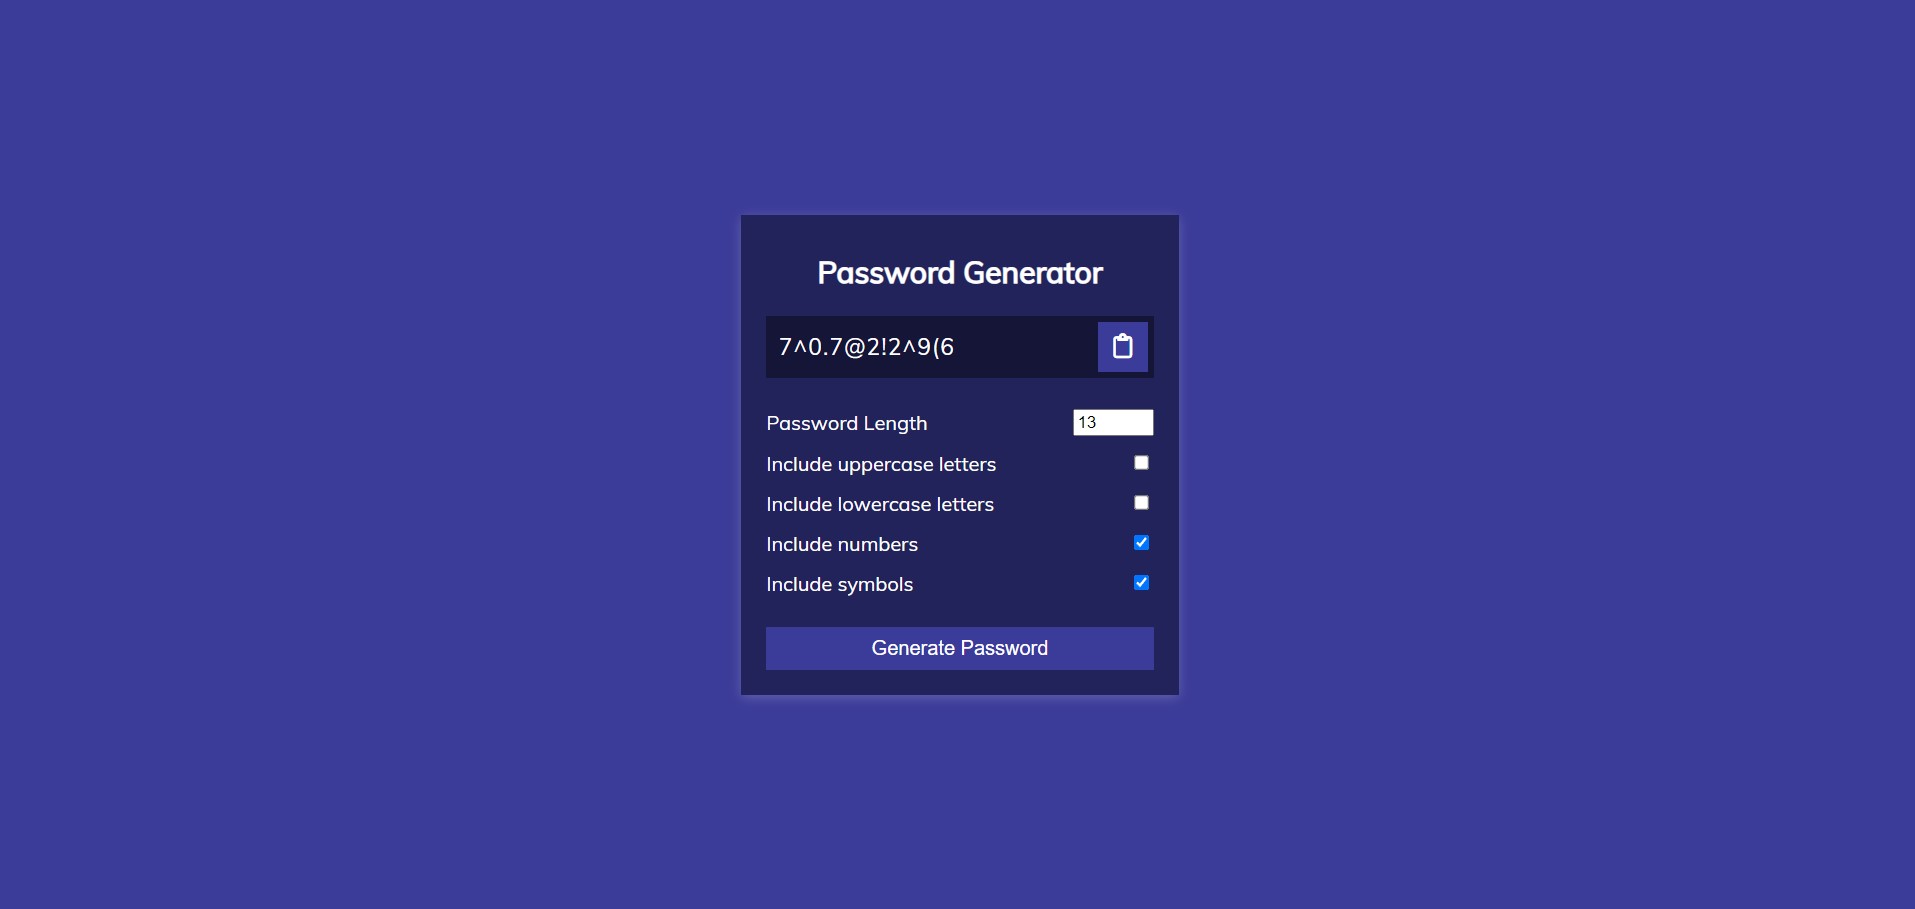 Password Generator
7^0.7@2!2^9(6
Password Length 13
Include uppercase letters
Include lowercase letters
Include numbers
Include symbols
Generate Password